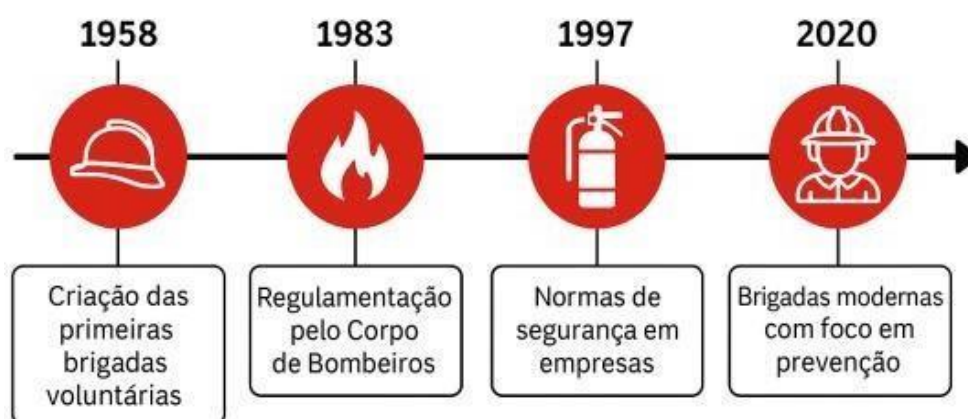 1958
1983
1997
2020
Criação das
primeiras
brigadas
voluntárias
Regulamentação
pelo Corpo
de Bombeiros
Normas de
segurança em
empresas
Brigadas modernas
com foco em
prevenção